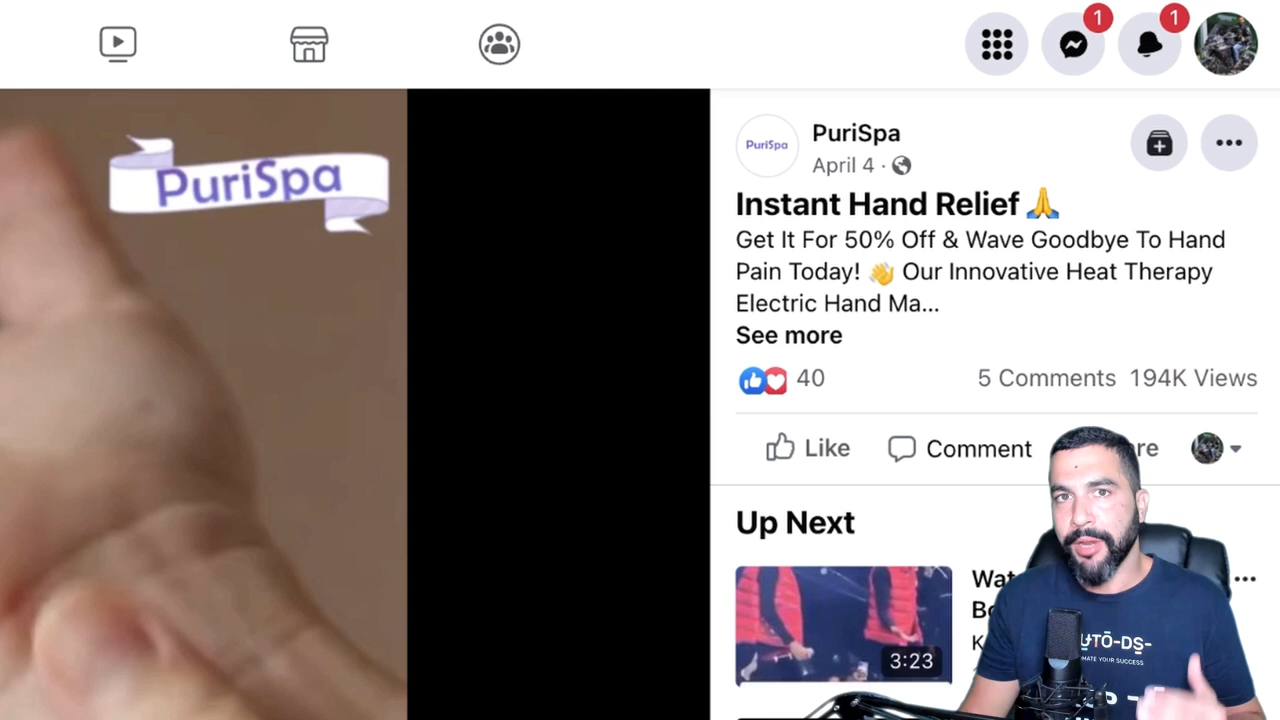 1
1
PuriSpa
PuriSpa
PuriSpa
April 4 ·
Instant Hand Relief 🙏
Get It For 50% Off & Wave Goodbye To Hand
Pain Today! 👋 Our Innovative Heat Therapy
Electric Hand Ma...
See more
40
5 Comments
194K Views
Like
Comment
Up Next
3:23